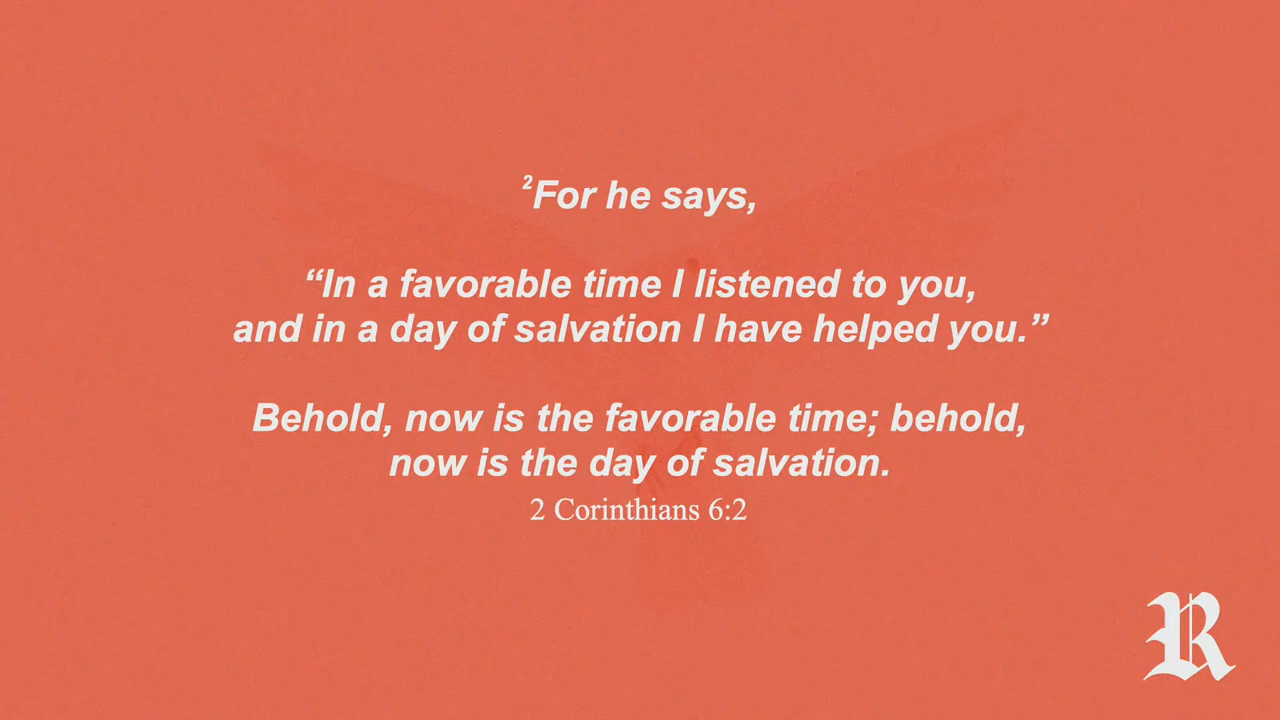 ²For he says,
“In a favorable time I listened to you,
and in a day of salvation I have helped you.”
Behold, now is the favorable time; behold,
now is the day of salvation.
2 Corinthians 6:2
R